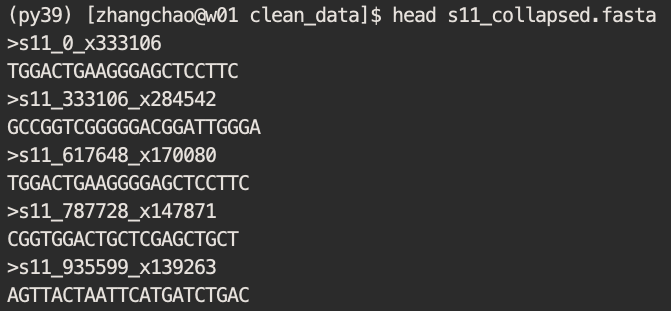 (py39) [zhangchao@w01 clean_data]$ head s11_collapsed.fasta
>s11_0_x333106
TGGACTGAAGGGAGCTCCTTC
>s11_333106_x284542
GCCGGTCGGGGGACGGATTGGGA
>s11_617648_x170080
TGGACTGAAGGGGAGCTCCTTC
>s11_787728_x147871
CGGTGGACTGCTCGAGCTGCT
>s11_935599_x139263
AGTTACTAATTCATGATCTGAC